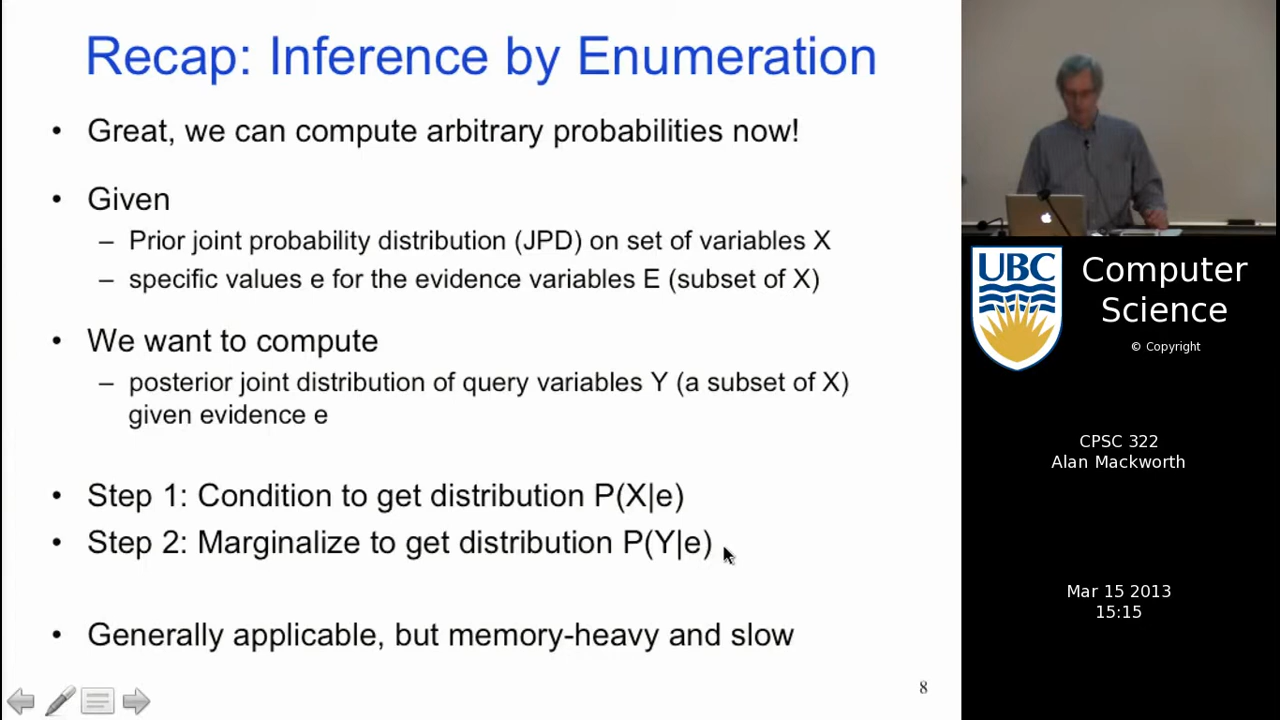 Recap: Inference by Enumeration
• Great, we can compute arbitrary probabilities now!
• Given
– Prior joint probability distribution (JPD) on set of variables X
– specific values e for the evidence variables E (subset of X)
• We want to compute
– posterior joint distribution of query variables Y (a subset of X)
given evidence e
• Step 1: Condition to get distribution P(X|e)
• Step 2: Marginalize to get distribution P(Y|e)
• Generally applicable, but memory-heavy and slow
8
UBC
Computer
Science
© Copyright
CPSC 322
Alan Mackworth
Mar 15 2013
15:15